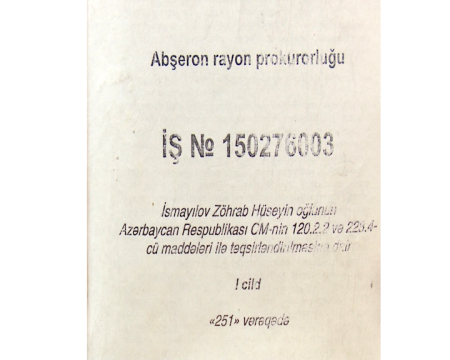 Abşeron rayon prokurorluğu
İŞ № 150276003
İsmayılov Zöhrab Hüseyin oğlunun
Azərbaycan Respublikası CM-nin 120.2.2 və 228.4-
cü maddələri ilə təqsirləndirilməsinə dair
I cild
«251» vərəqədə